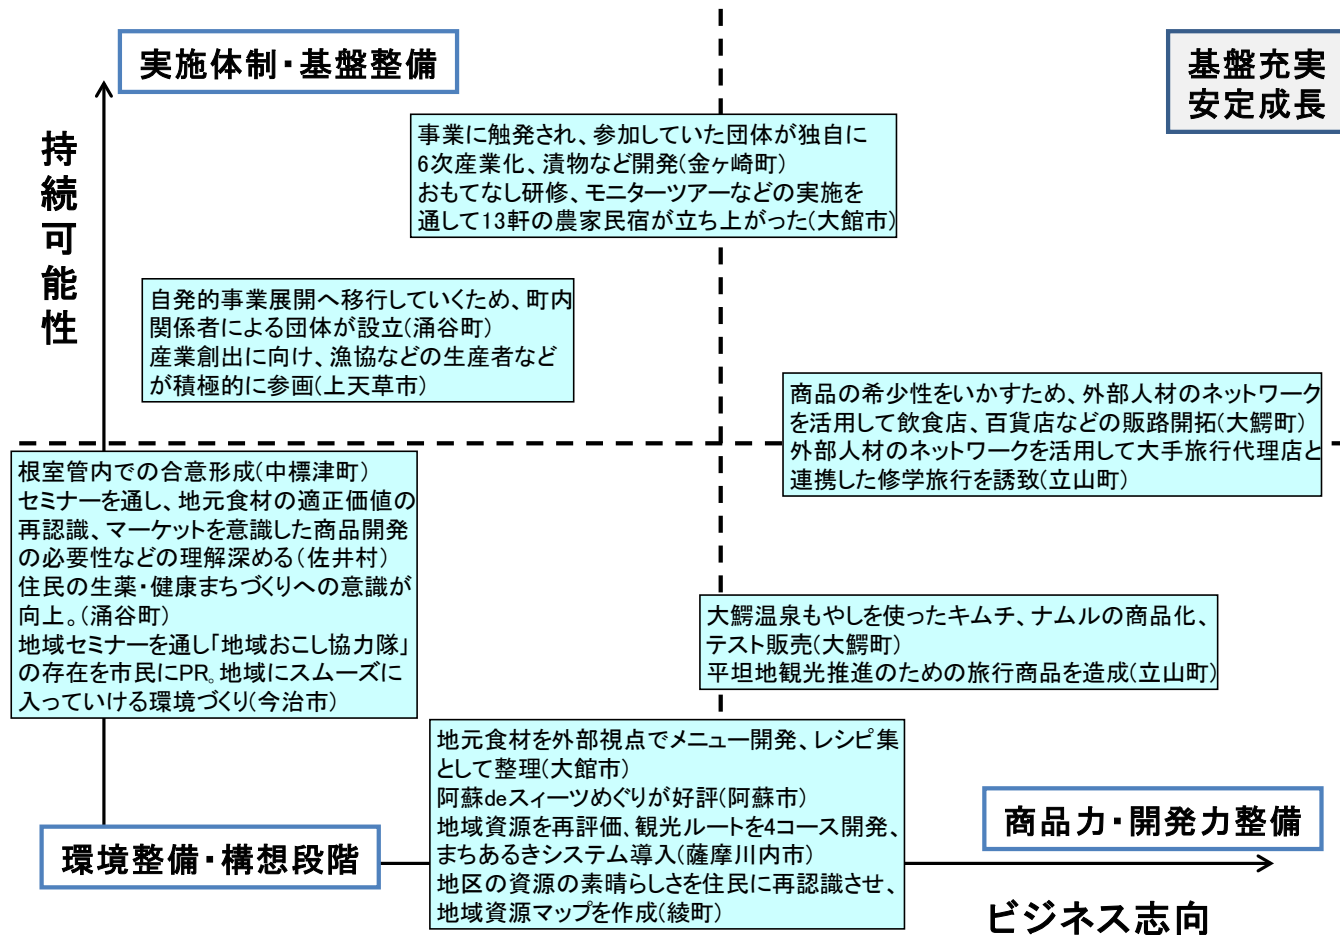 実施体制・基盤整備
基盤充実
安定成長
持続可能性
事業に触発され、参加していた団体が独自に
6次産業化、漬物など開発(金ヶ崎町)
おもてなし研修、モニターツアーなどの実施を
通して13軒の農家民宿が立ち上がった(大館市)
自発的事業展開へ移行していくため、町内
関係者による団体が設立(涌谷町)
産業創出に向け、漁協などの生産者など
が積極的に参画(上天草市)
商品の希少性をいかすため、外部人材のネットワーク
を活用して飲食店、百貨店などの販路開拓(大鰐町)
外部人材のネットワークを活用して大手旅行代理店と
連携した修学旅行を誘致(立山町)
根室管内での合意形成(中標津町)
セミナーを通し、地元食材の適正価値の
再認識、マーケットを意識した商品開発
の必要性などの理解深める(佐井村)
住民の生薬・健康まちづくりへの意識が
向上。(涌谷町)
地域セミナーを通し「地域おこし協力隊」
の存在を市民にPR。地域にスムーズに
入っていける環境づくり(今治市)
大鰐温泉もやしを使ったキムチ、ナムルの商品化、
テスト販売(大鰐町)
平坦地観光推進のための旅行商品を造成(立山町)
地元食材を外部視点でメニュー開発、レシピ集
として整理(大館市)
阿蘇deスィーツめぐりが好評(阿蘇市)
地域資源を再評価、観光ルートを4コース開発、
まちあるきシステム導入(薩摩川内市)
地区の資源の素晴らしさを住民に再認識させ、
地域資源マップを作成(綾町)
環境整備・構想段階
商品力・開発力整備
ビジネス志向